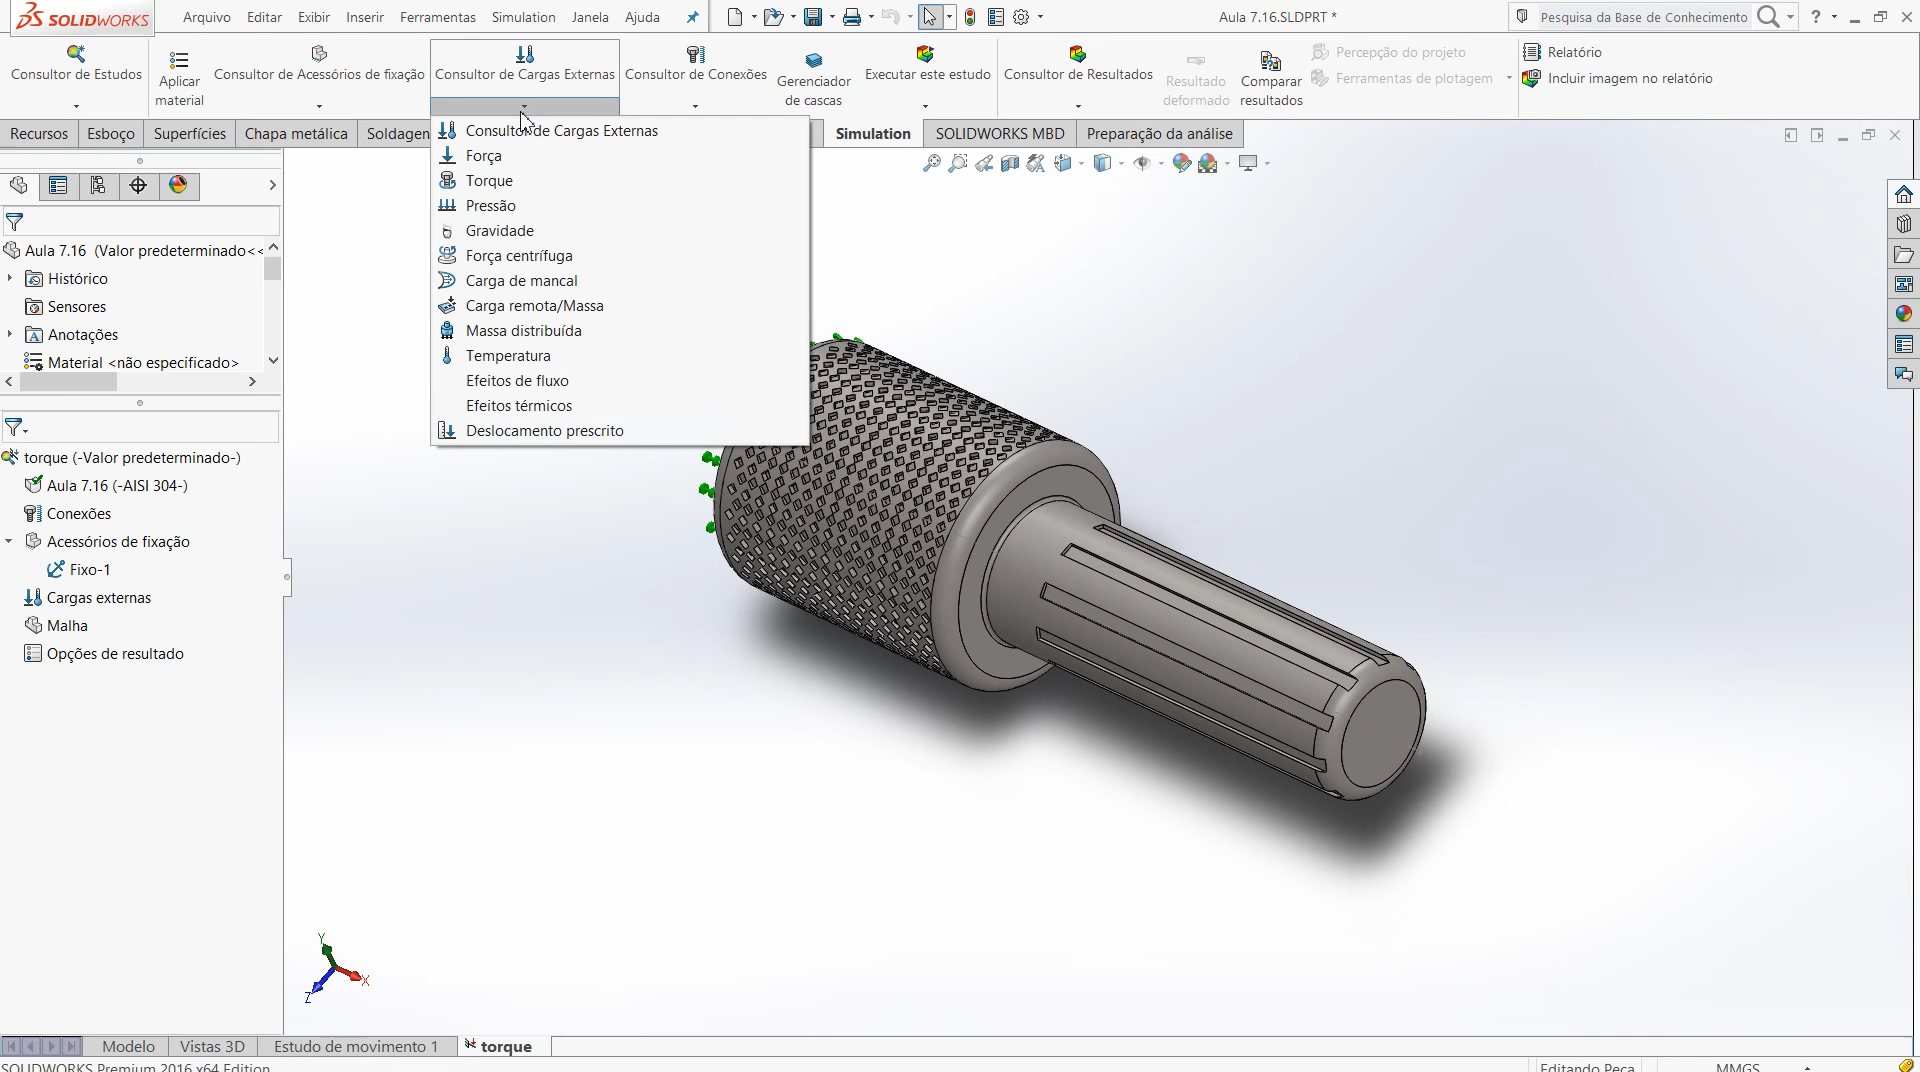 SOLIDWORKS
Arquivo Editar Exibir Inserir Ferramentas Simulation Janela Ajuda
Aula 7.16.SLDPRT *
Pesquisa da Base de Conhecimento
?
Consultor de Estudos
Aplicar
material
Consultor de Acessórios de fixação
Consultor de Cargas Externas
Consultor de Conexões
Gerenciador
de cascas
Executar este estudo
Consultor de Resultados
Resultado
deformado
Comparar
resultados
Percepção do projeto
Ferramentas de plotagem
Relatório
Incluir imagem no relatório
Recursos Esboço Superfícies Chapa metálica Soldagen Simulation SOLIDWORKS MBD Preparação da análise
Consultor de Cargas Externas
Força
Torque
Pressão
Gravidade
Força centrífuga
Carga de mancal
Carga remota/Massa
Massa distribuída
Temperatura
Efeitos de fluxo
Efeitos térmicos
Deslocamento prescrito
Aula 7.16 (Valor predeterminado<<
Histórico
Sensores
Anotações
Material <não especificado>
torque (-Valor predeterminado-)
Aula 7.16 (-AISI 304-)
Conexões
Acessórios de fixação
Fixo-1
Cargas externas
Malha
Opções de resultado
Y
X
Z
Modelo Vistas 3D Estudo de movimento 1 torque
SOLIDWORKS Premium 2016 x64 Edition
Editando Peça
MMGS